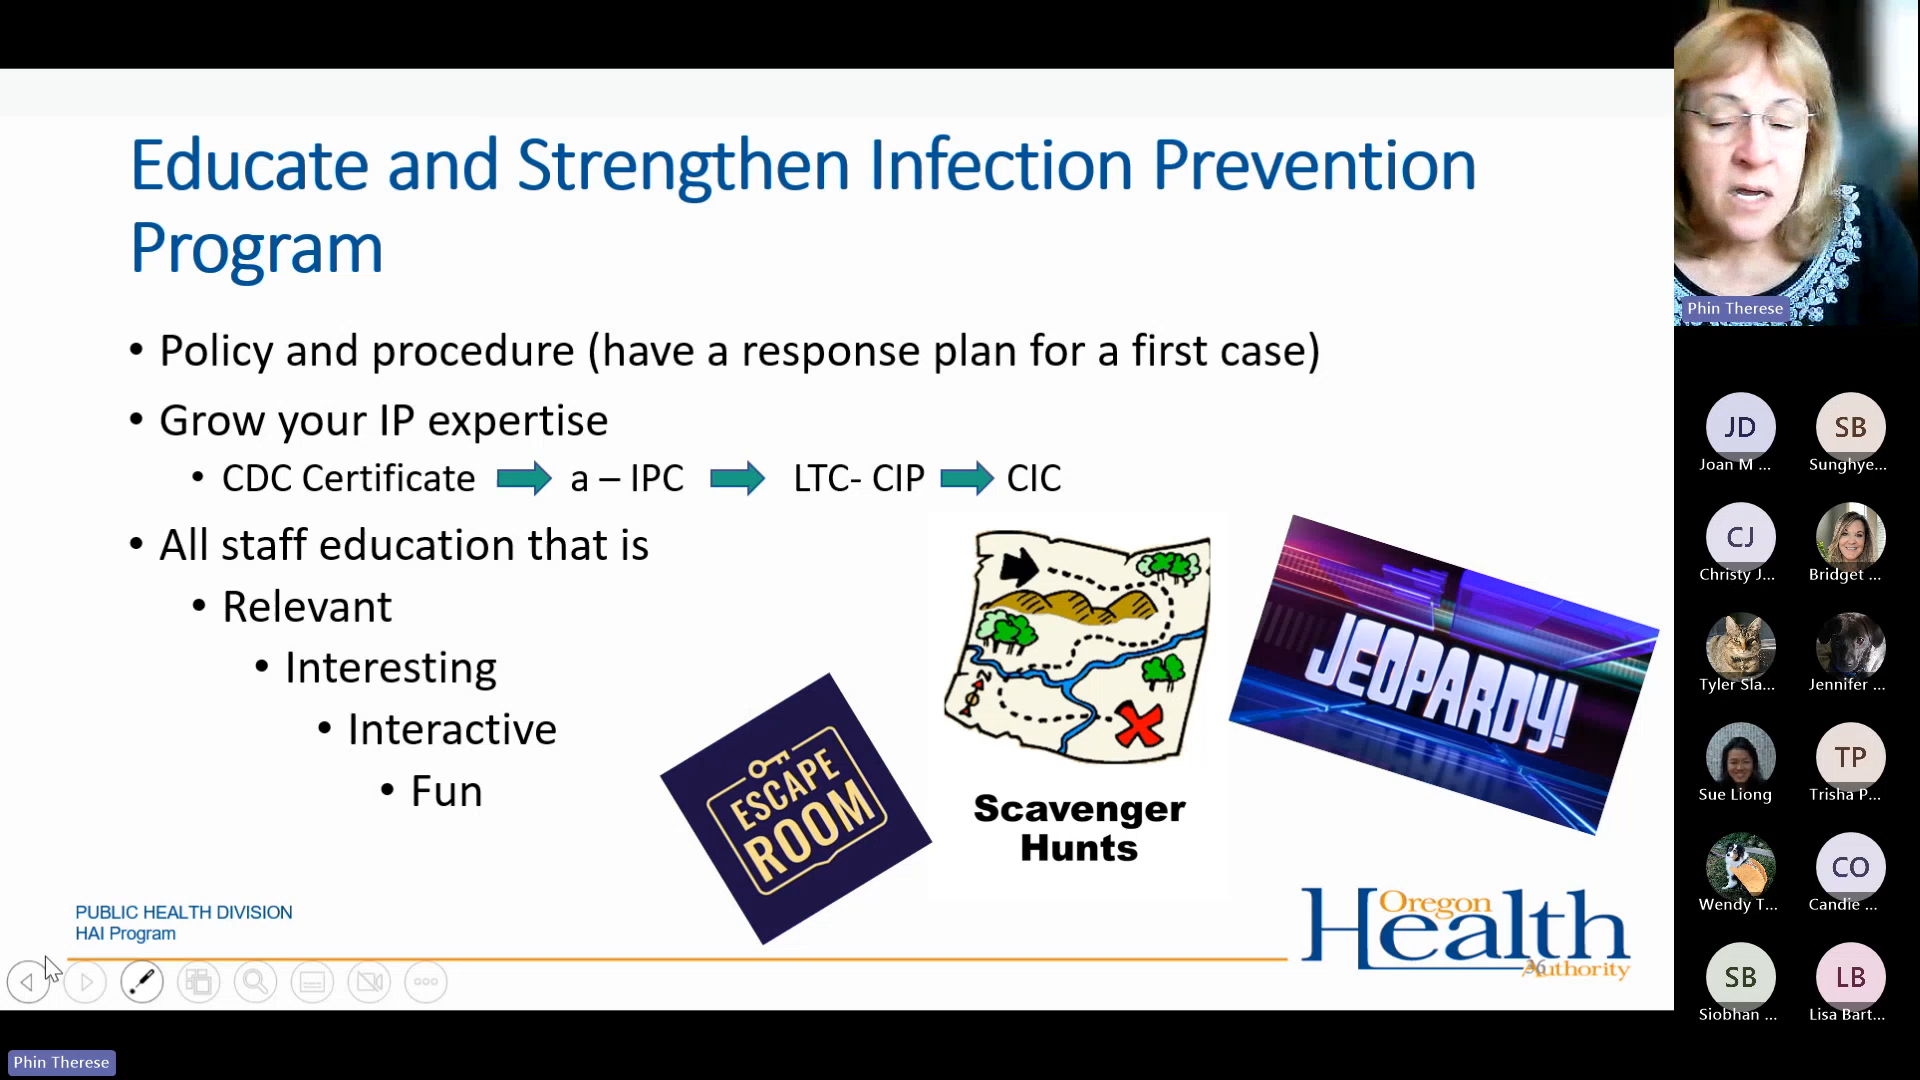 Educate and Strengthen Infection Prevention
Program
• Policy and procedure (have a response plan for a first case)
• Grow your IP expertise
• CDC Certificate a – IPC LTC- CIP CIC
• All staff education that is
• Relevant
• Interesting
• Interactive
• Fun
ESCAPE
ROOM
N
Scavenger
Hunts
JEOPARDY!
PUBLIC HEALTH DIVISION
HAI Program
Oregon
Health
Authority
36
Phin Therese
Phin Therese
JD
Joan M ...
SB
Sunghye...
CJ
Christy J...
Bridget ...
Tyler Sla...
Jennifer ...
Sue Liong
TP
Trisha P...
Wendy T...
CO
Candie ...
SB
Siobhan ...
LB
Lisa Bart...